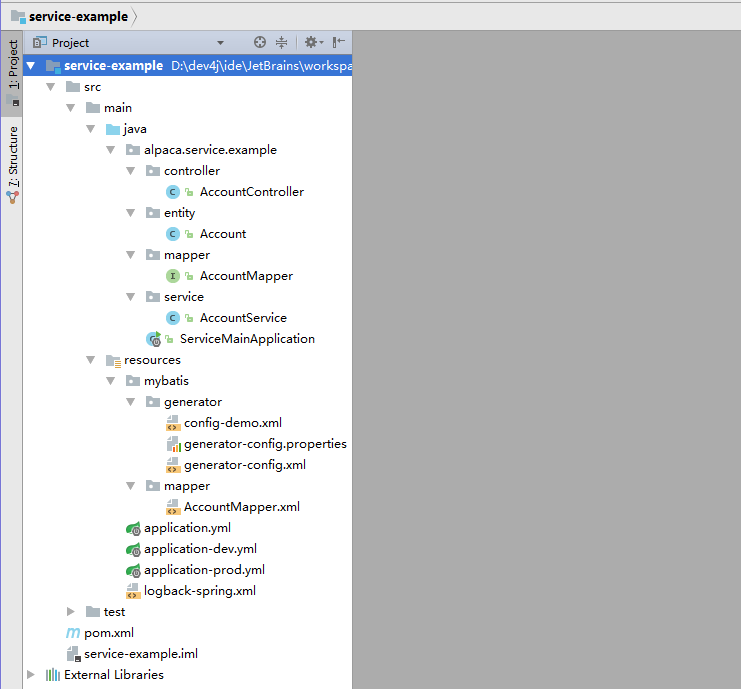 service-example
Project
1: Project
7: Structure
service-example D:\dev4j\ide\JetBrains\workspa
src
main
java
alpaca.service.example
controller
C AccountController
entity
C Account
mapper
I AccountMapper
service
C AccountService
ServiceMainApplication
resources
mybatis
generator
config-demo.xml
generator-config.properties
generator-config.xml
mapper
AccountMapper.xml
application.yml
application-dev.yml
application-prod.yml
logback-spring.xml
test
m pom.xml
service-example.iml
External Libraries